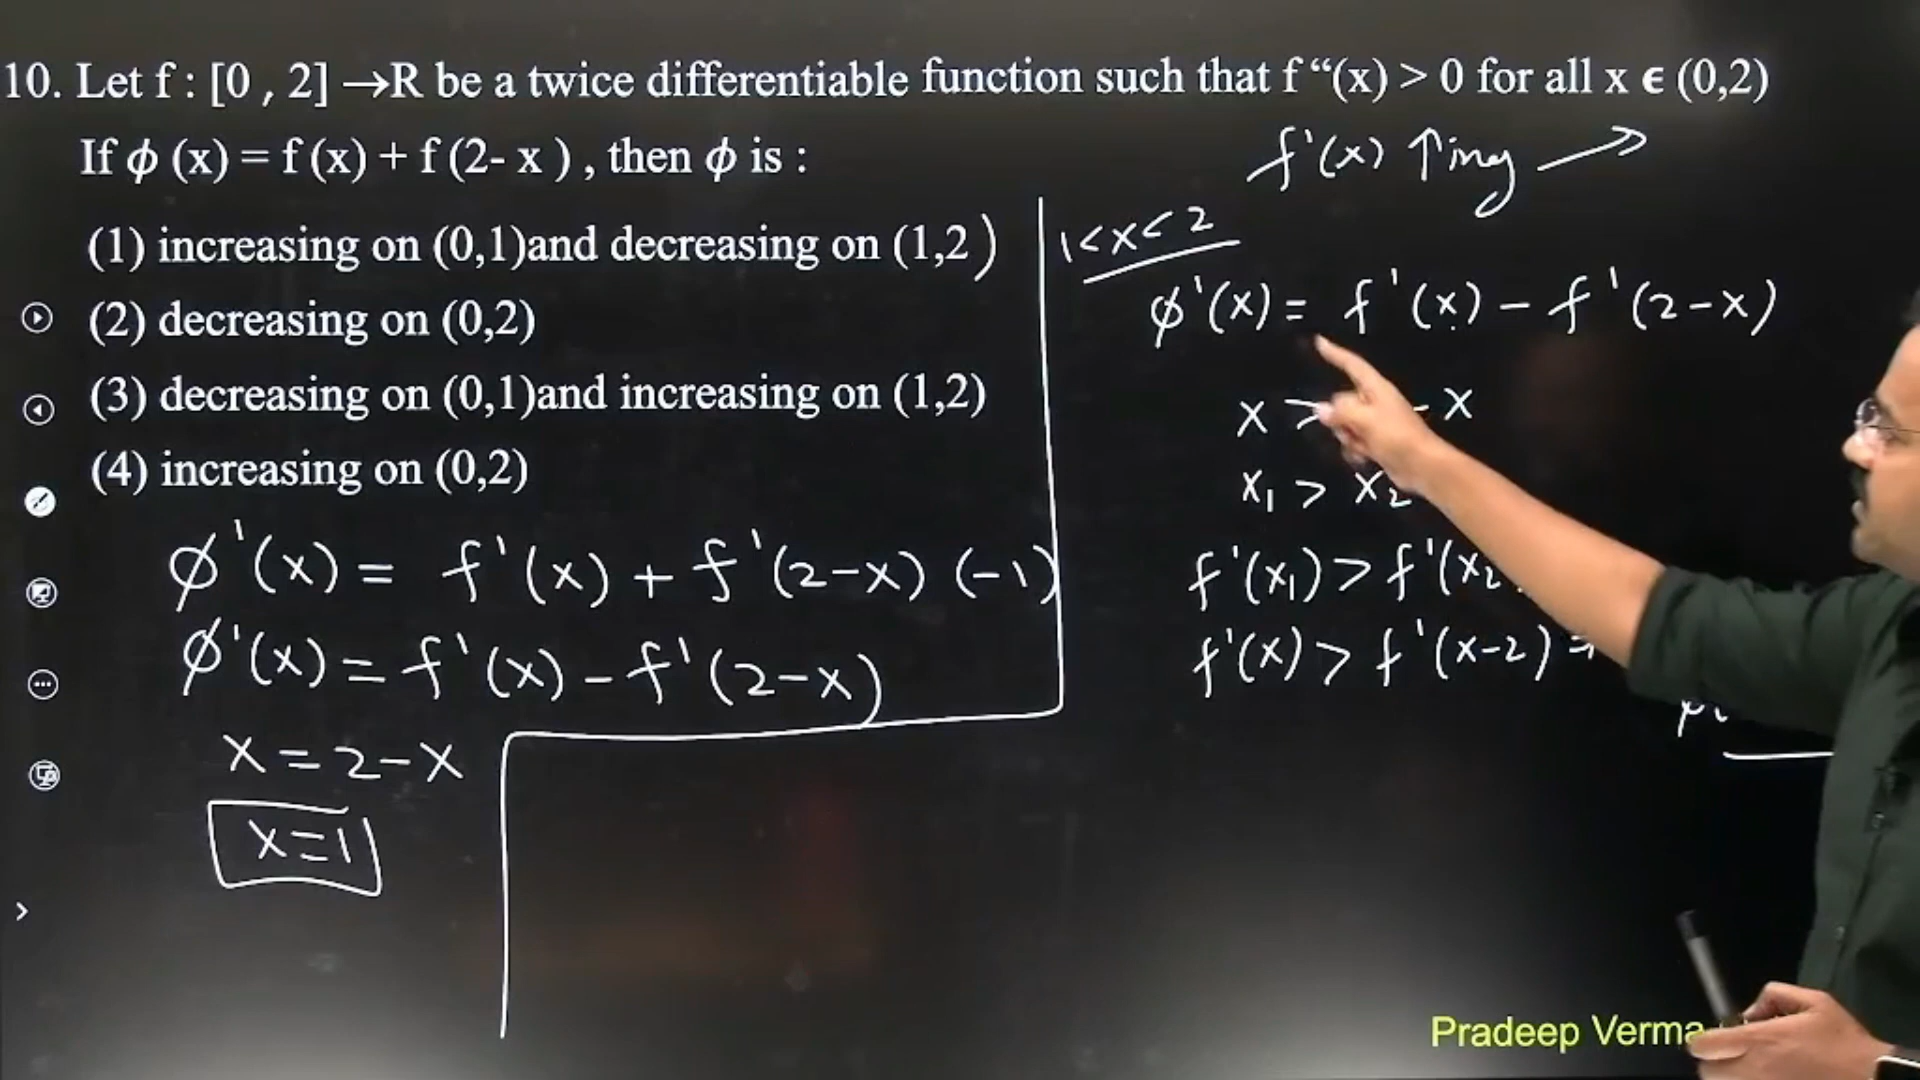 10. Let f : [0 , 2] →R be a twice differentiable function such that f “(x) > 0 for all x ϵ (0,2)
If ϕ (x) = f (x) + f (2- x ) , then ϕ is :
(1) increasing on (0,1)and decreasing on (1,2)
(2) decreasing on (0,2)
(3) decreasing on (0,1)and increasing on (1,2)
(4) increasing on (0,2)
ϕ'(x) = f'(x) + f'(2-x) (-1)
ϕ'(x) = f'(x) - f'(2-x)
x = 2-x
x=1
f'(x) ↑ing
1<x<2
ϕ'(x) = f'(x) - f'(2-x)
x > - x
x₁ > x₂
f'(x₁) > f'(x₂
f'(x) > f'(x-2)
Pradeep Verma